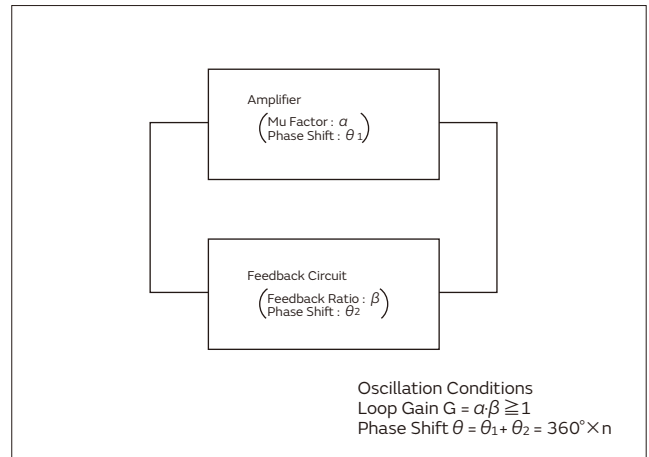 Amplifier
(Mu Factor : α
Phase Shift : θ1)
Feedback Circuit
(Feedback Ratio : β
Phase Shift : θ2)
Oscillation Conditions
Loop Gain G = α·β ≧ 1
Phase Shift θ = θ1 + θ2 = 360°×n